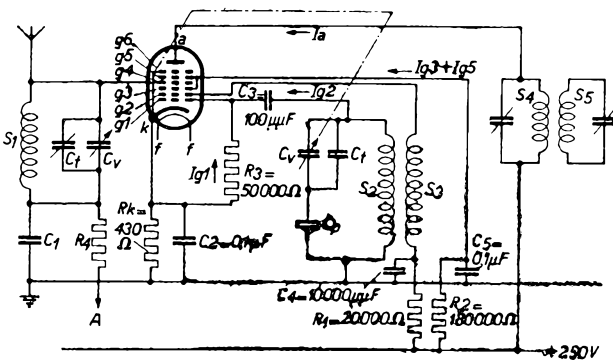 a
Ia
g6
g5
g4
g3
g2
g1
k
f f
Ig3+Ig5
C3=
100μμF
Ig2
S4
S5
S1
Ct
Cv
Ig1
R3=
50000Ω
Cv
Ct
S2
S3
Rk=
430
Ω
C1
R4
C2=0,1μF
C5=
0,1μF
C4=10000μμF
R1=20000Ω
R2=
18000Ω
A
+250V